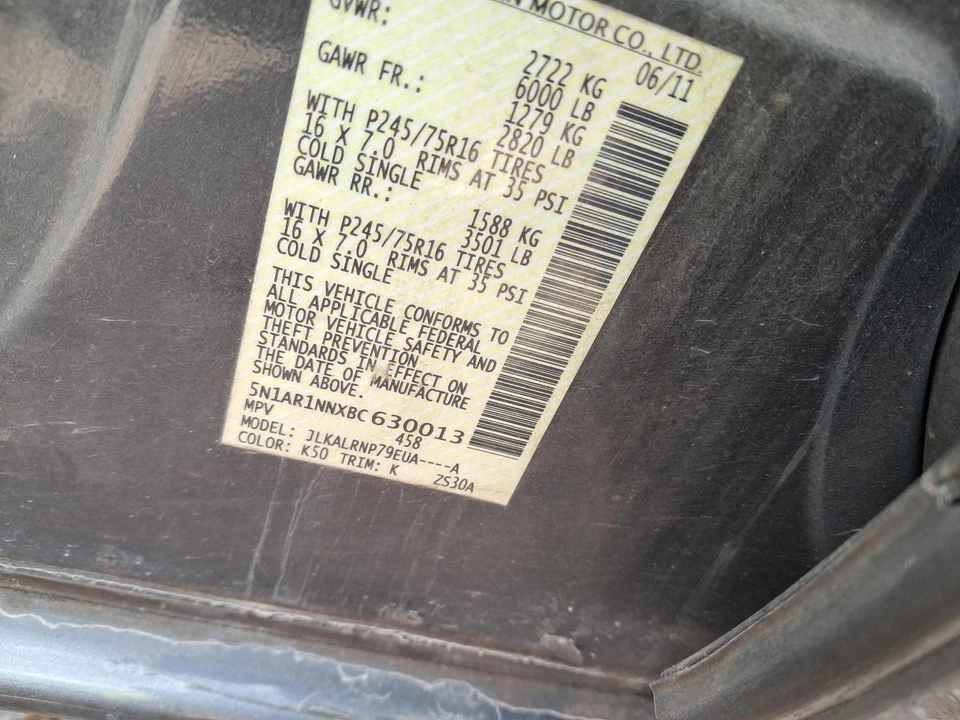 N MOTOR CO., LTD.
06/11
GVWR: 2722 KG
6000 LB
GAWR FR.: 1279 KG
2820 LB
WITH P245/75R16 TIRES
16 X 7.0 RIMS AT 35 PSI
COLD SINGLE
GAWR RR.: 1588 KG
3501 LB
WITH P245/75R16 TIRES
16 X 7.0 RIMS AT 35 PSI
COLD SINGLE
THIS VEHICLE CONFORMS TO
ALL APPLICABLE FEDERAL
MOTOR VEHICLE SAFETY AND
THEFT PREVENTION
STANDARDS IN EFFECT ON
THE DATE OF MANUFACTURE
SHOWN ABOVE.
5N1AR1NNXBC630013
MPV 458
MODEL: JLKALRNP79EUA----A
COLOR: K50 TRIM: K ZS30A